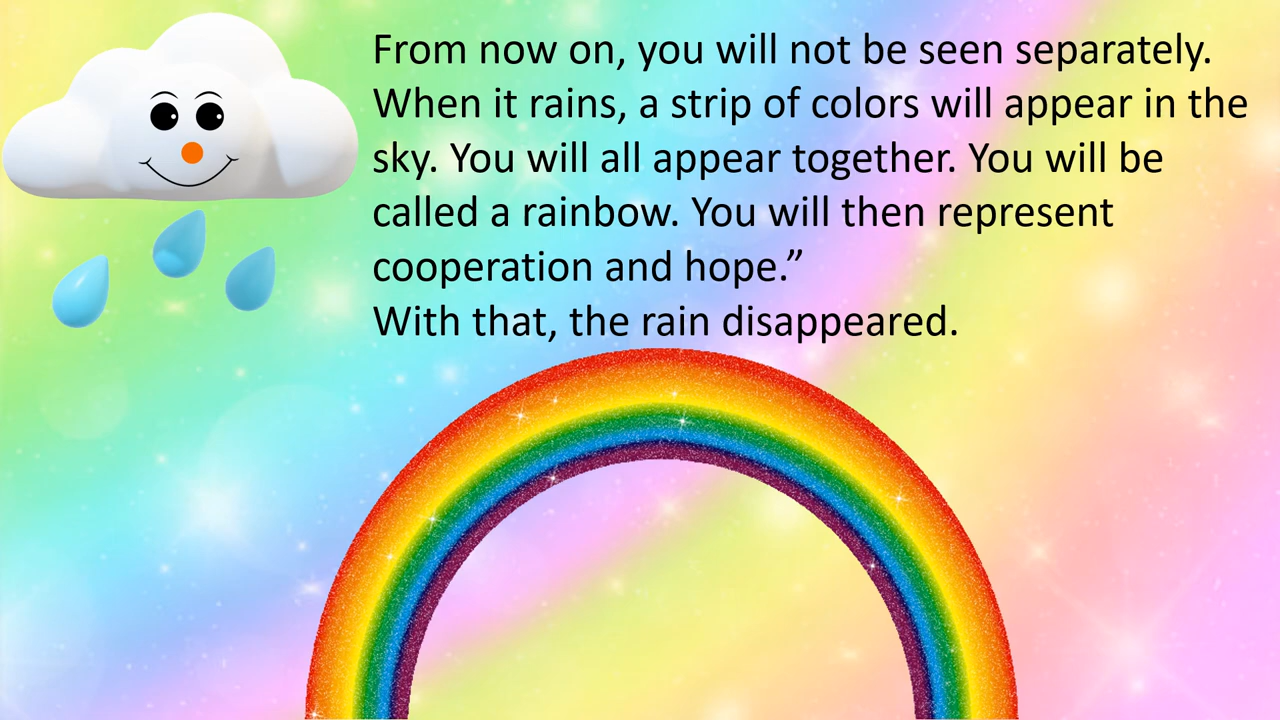 From now on, you will not be seen separately.
When it rains, a strip of colors will appear in the
sky. You will all appear together. You will be
called a rainbow. You will then represent
cooperation and hope.”
With that, the rain disappeared.